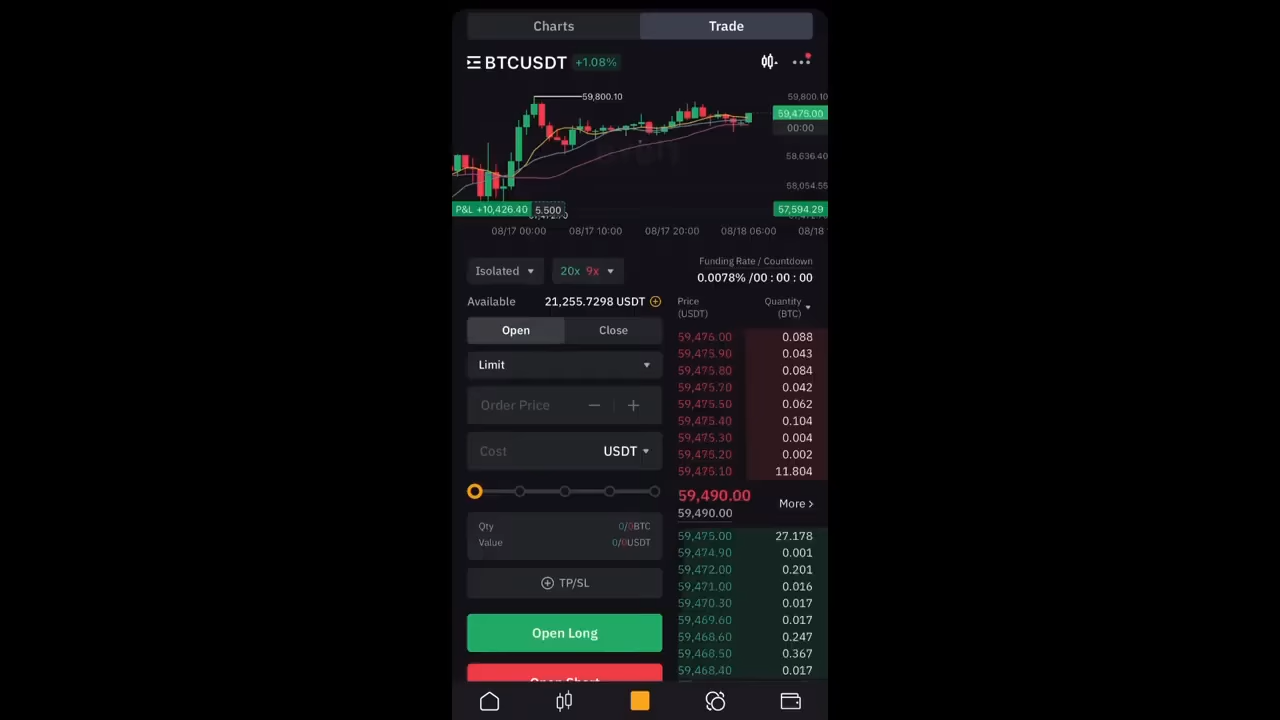 Charts Trade
BTCUSDT +1.08%
59,800.10 59,800.10
59,475.00
00:00
58,636.40
58,054.55
P&L +10,426.40 5.500 57,594.29
08/17 00:00 08/17 10:00 08/17 20:00 08/18 06:00 08/18
Isolated 20x 9x Funding Rate / Countdown
0.0078% /00 : 00 : 00
Available 21,255.7298 USDT Price Quantity
(USDT) (BTC)
Open Close
59,476.00 0.088
59,475.90 0.043
Limit 59,475.80 0.084
59,475.70 0.042
Order Price 59,475.50 0.062
59,475.40 0.104
59,475.30 0.004
Cost USDT 59,475.20 0.002
59,475.10 11.804
59,490.00
More >
59,490.00
Qty 0/0BTC
Value 0/0USDT
59,475.00 27.178
59,474.90 0.001
59,472.00 0.201
TP/SL 59,471.00 0.016
59,470.30 0.017
59,469.60 0.017
Open Long 59,468.60 0.247
59,468.50 0.367
59,468.40 0.017
Open Short